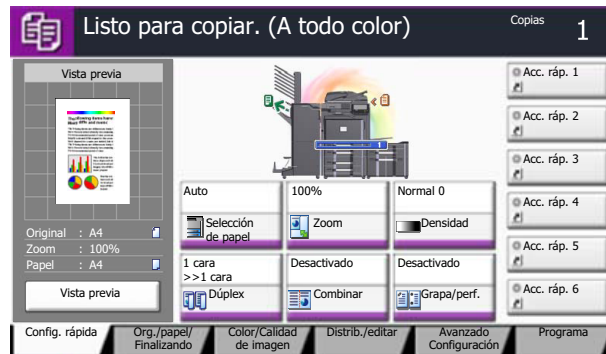 Listo para copiar. (A todo color)
Copias
1
Vista previa
Original : A4
Zoom : 100%
Papel : A4
Vista previa
1
Auto
Selección
de papel
100%
Zoom
Normal 0
Densidad
1 cara
>>1 cara
Dúplex
Desactivado
Combinar
Desactivado
Grapa/perf.
Acc. ráp. 1
Acc. ráp. 2
Acc. ráp. 3
Acc. ráp. 4
Acc. ráp. 5
Acc. ráp. 6
Config. rápida
Org./papel/
Finalizando
Color/Calidad
de imagen
Distrib./editar
Avanzado
Configuración
Programa